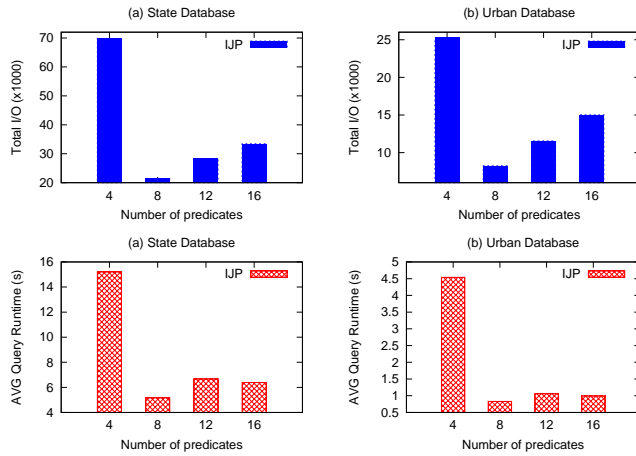 (a) State Database
Total I/O (x1000)
70
60
50
40
30
20
IJP
4 8 12 16
Number of predicates
(b) Urban Database
Total I/O (x1000)
25
20
15
10
IJP
4 8 12 16
Number of predicates
(a) State Database
AVG Query Runtime (s)
16
14
12
10
8
6
4
IJP
4 8 12 16
Number of predicates
(b) Urban Database
AVG Query Runtime (s)
5
4.5
4
3.5
3
2.5
2
1.5
1
0.5
IJP
4 8 12 16
Number of predicates